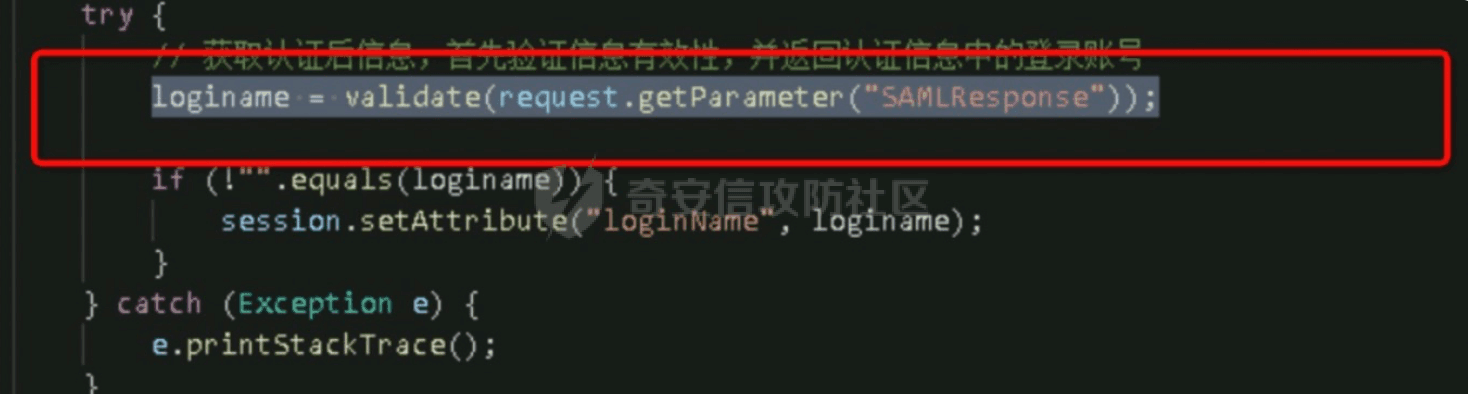 try {
// 获取认证后信息，首先验证信息有效性，并返回认证信息中的登录账号
loginame = validate(request.getParameter("SAMLResponse"));
if (!"".equals(loginame)) {
奇安信攻防社区
session.setAttribute("loginName", loginame);
}
} catch (Exception e) {
e.printStackTrace();
}